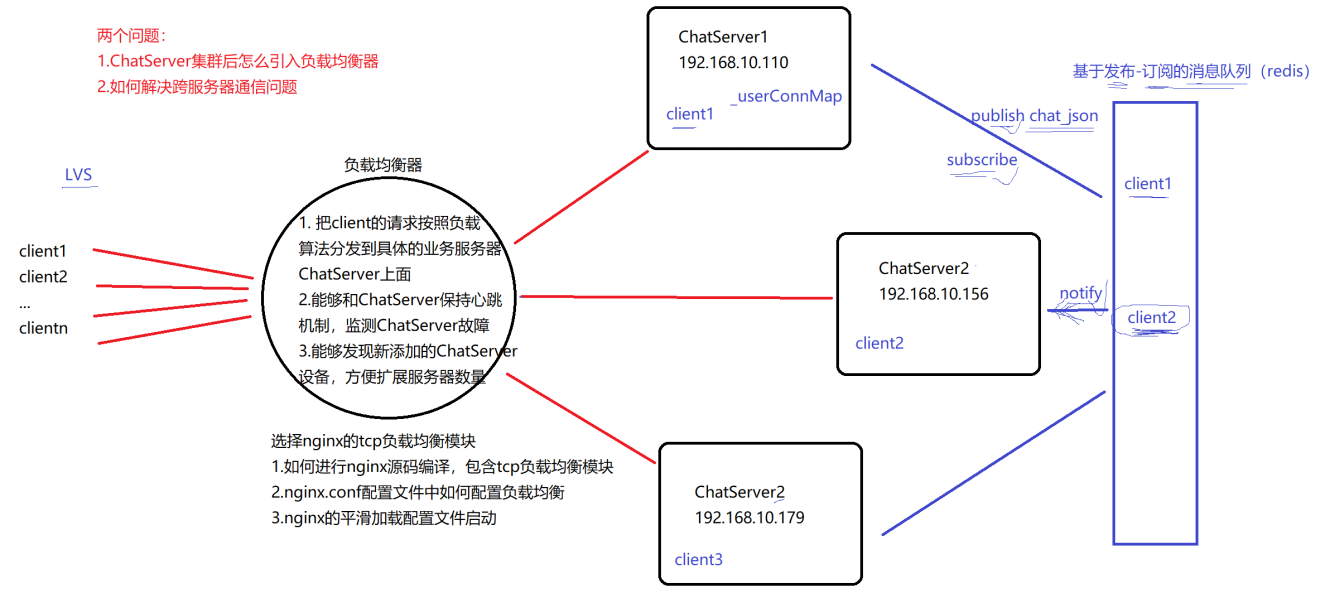 两个问题：
1.ChatServer集群后怎么引入负载均衡器
2.如何解决跨服务器通信问题
LVS
client1
client2
...
clientn
负载均衡器
1. 把client的请求按照负载
算法分发到具体的业务服务器
ChatServer上面
2.能够和ChatServer保持心跳
机制，监测ChatServer故障
3.能够发现新添加的ChatServer
设备，方便扩展服务器数量
选择nginx的tcp负载均衡模块
1.如何进行nginx源码编译，包含tcp负载均衡模块
2.nginx.conf配置文件中如何配置负载均衡
3.nginx的平滑加载配置文件启动
ChatServer1
192.168.10.110
_userConnMap
client1
ChatServer2
192.168.10.156
client2
ChatServer2
192.168.10.179
client3
基于发布-订阅的消息队列（redis）
publish chat_json
subscribe
client1
notify
client2